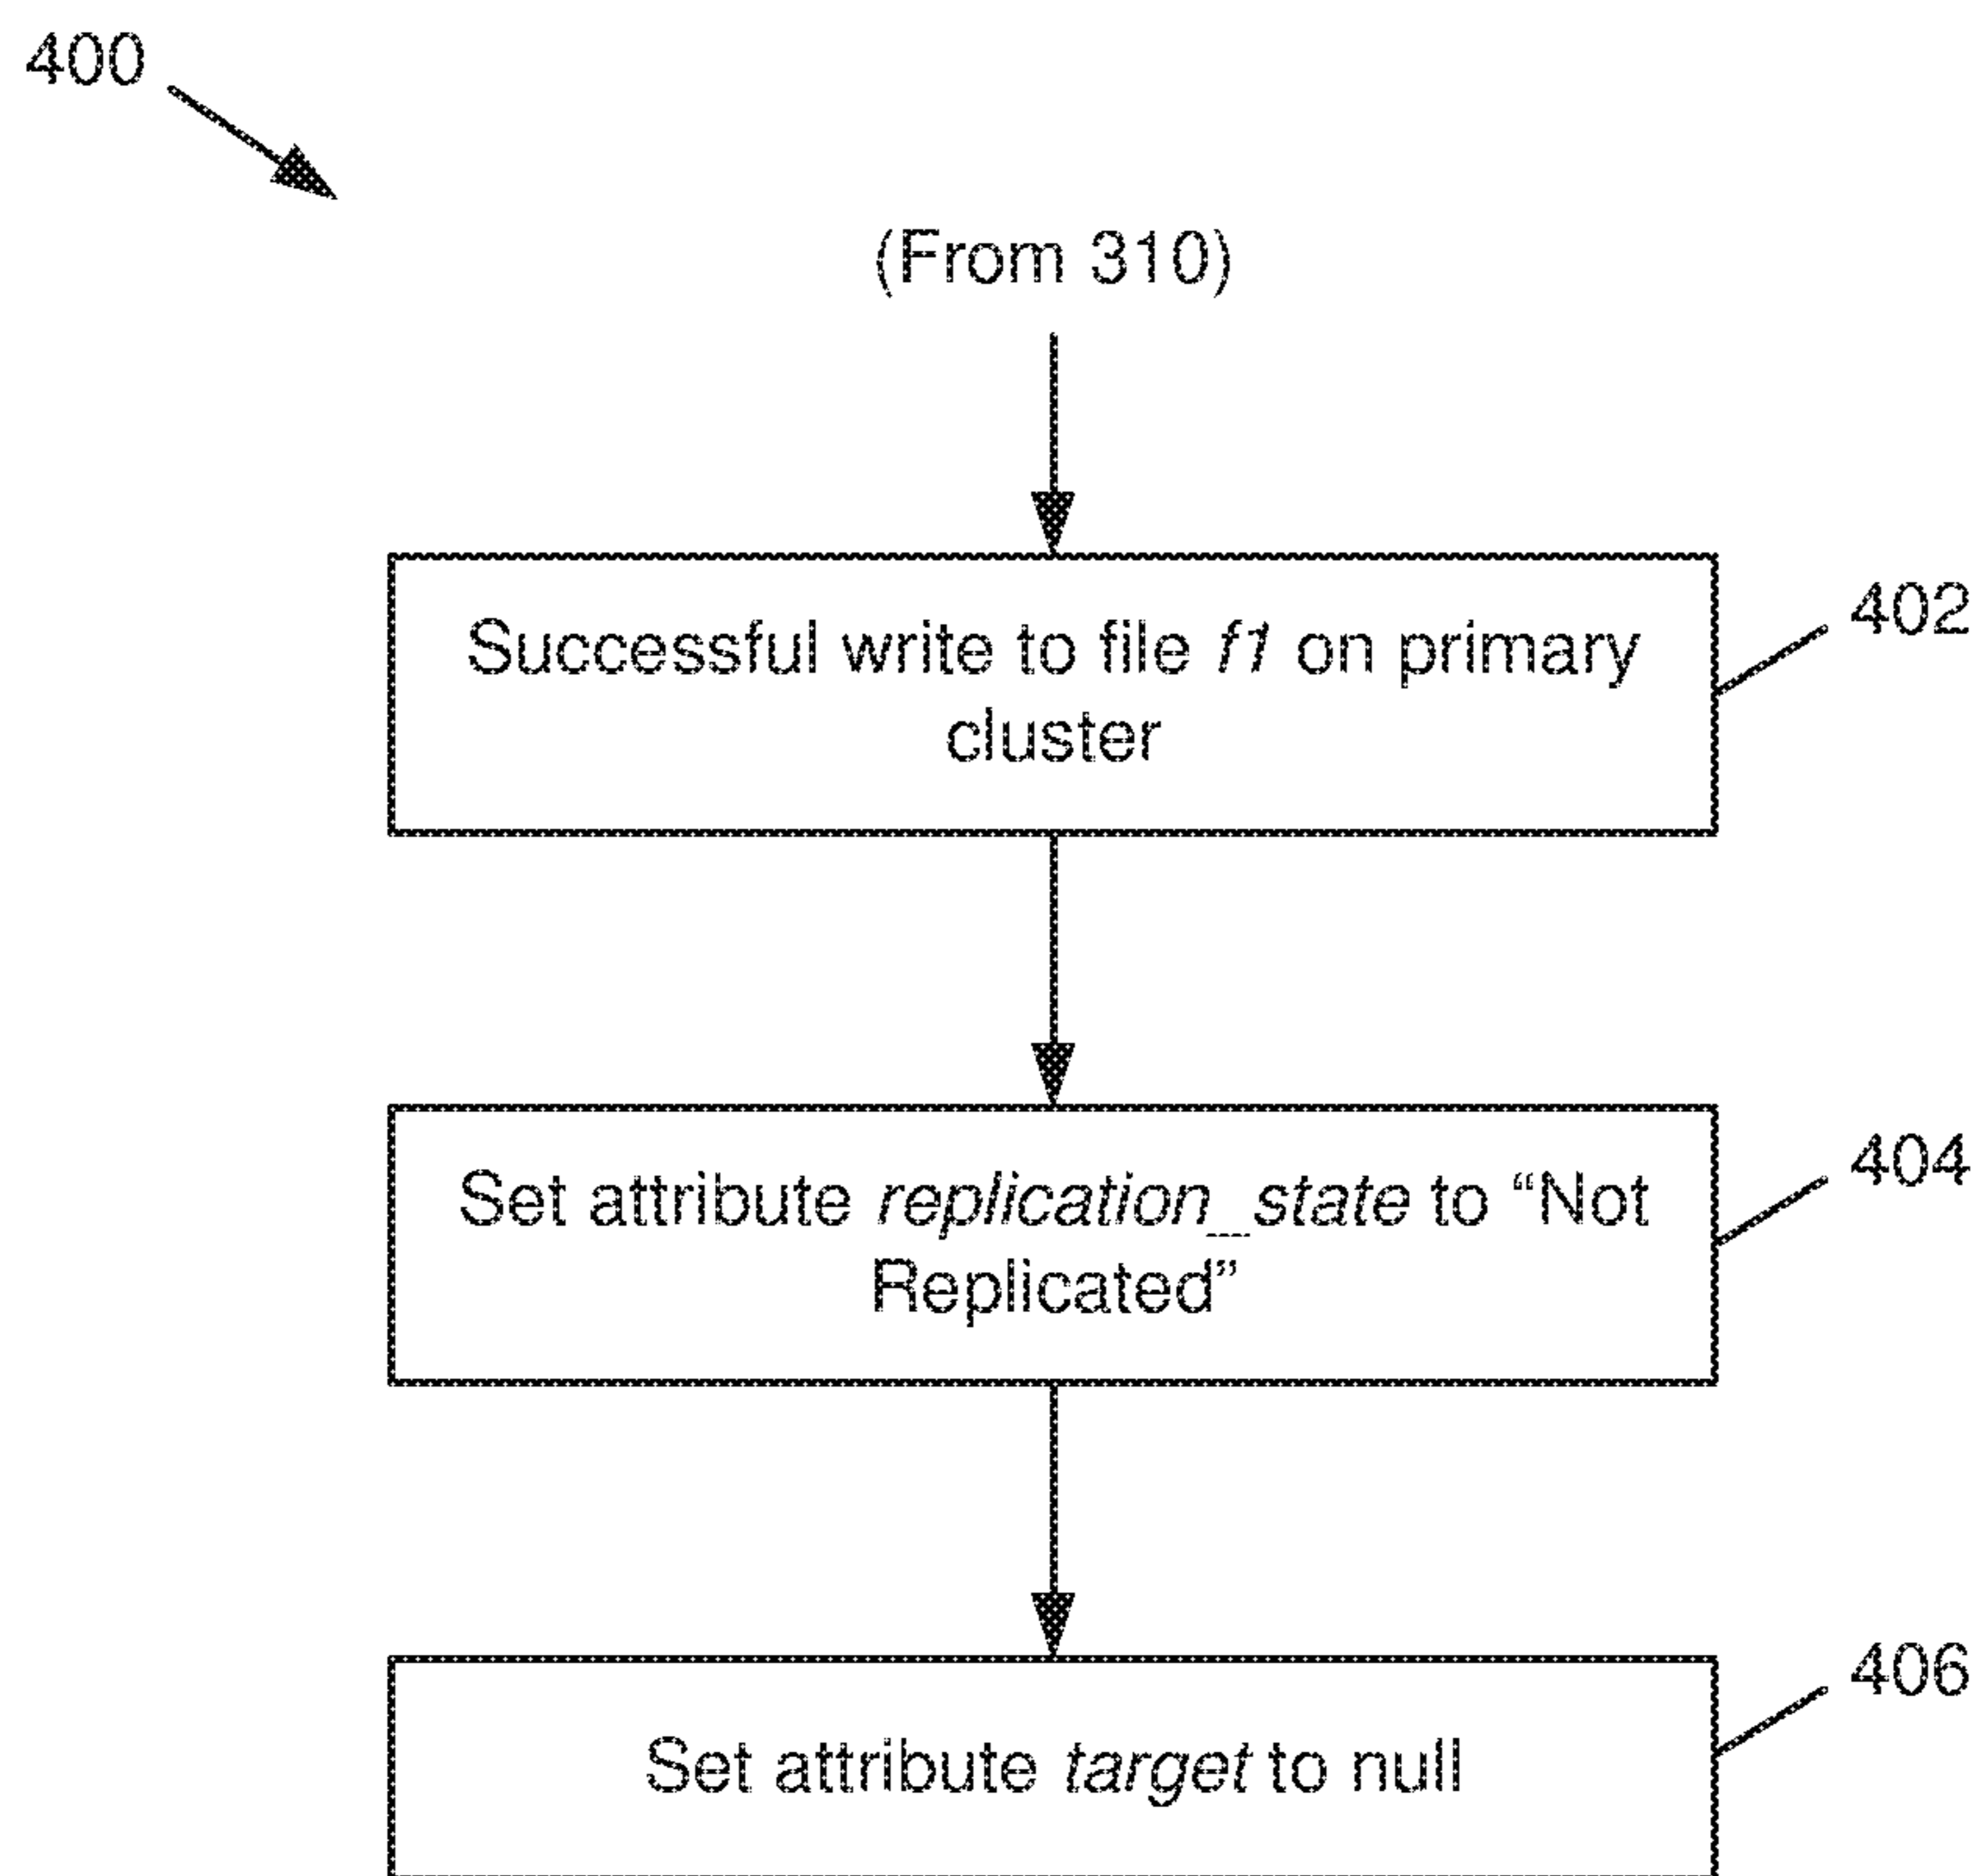 400
(From 310)
Successful write to file f1 on primary
cluster
402
Set attribute replication_state to “Not
Replicated”
404
Set attribute target to null
406